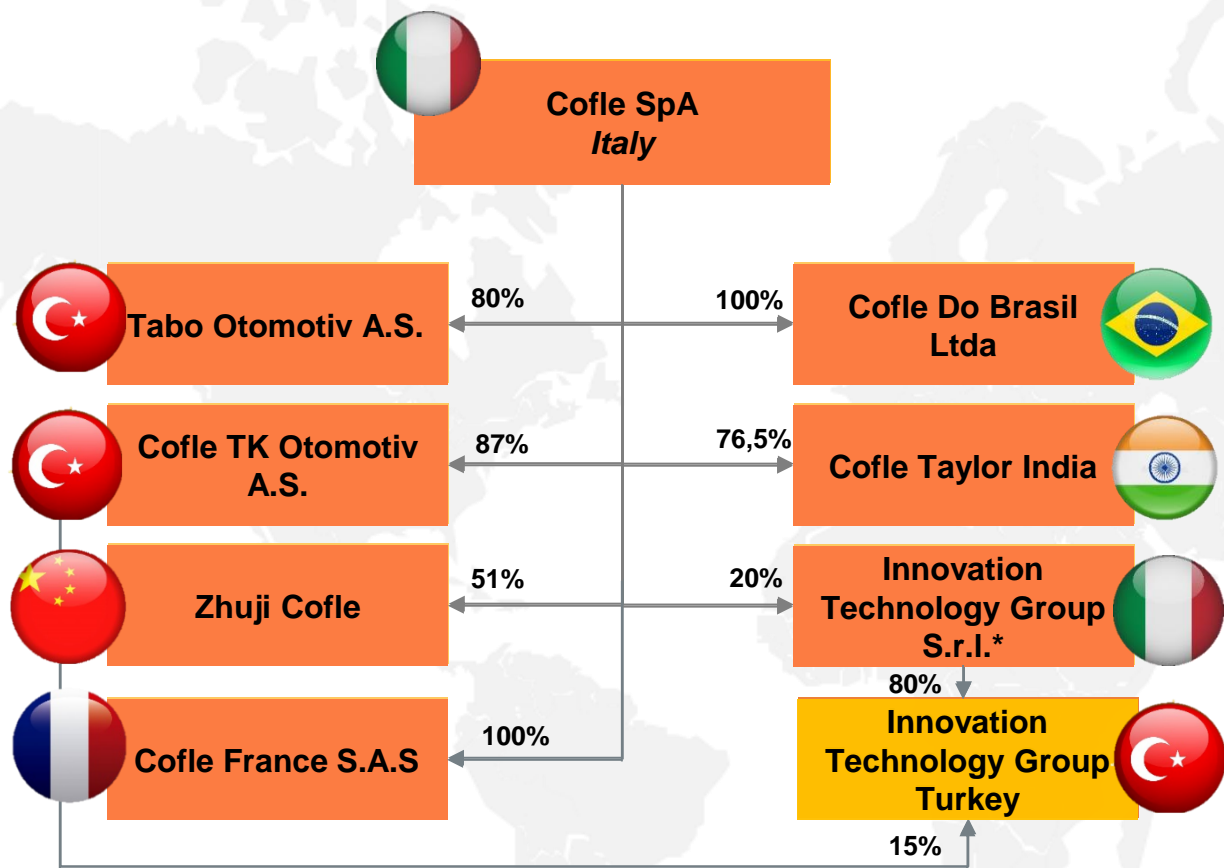 Cofle SpA
Italy
80%
100%
Tabo Otomotiv A.S.
Cofle Do Brasil
Ltda
87%
76,5%
Cofle TK Otomotiv
A.S.
Cofle Taylor India
51%
20%
Zhuji Cofle
Innovation
Technology Group
S.r.l.*
80%
100%
Cofle France S.A.S
Innovation
Technology Group
Turkey
15%